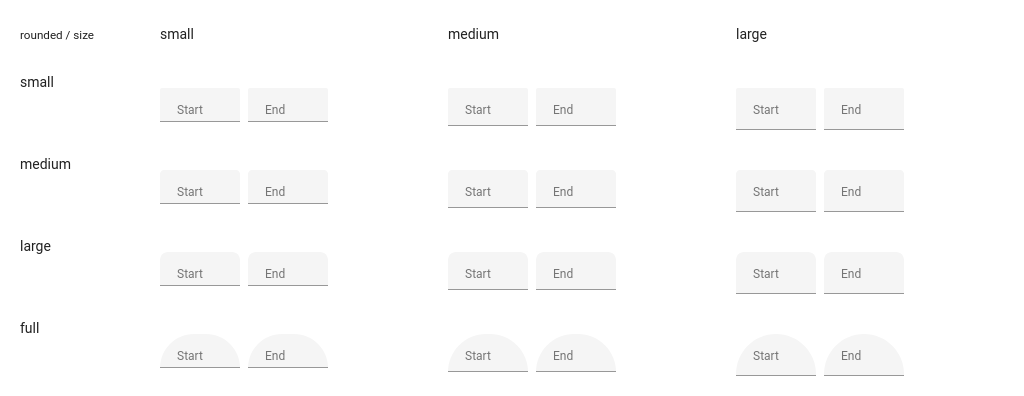 rounded / size small medium large
small
Start End Start End Start End
medium
Start End Start End Start End
large
Start End Start End Start End
full
Start End Start End Start End